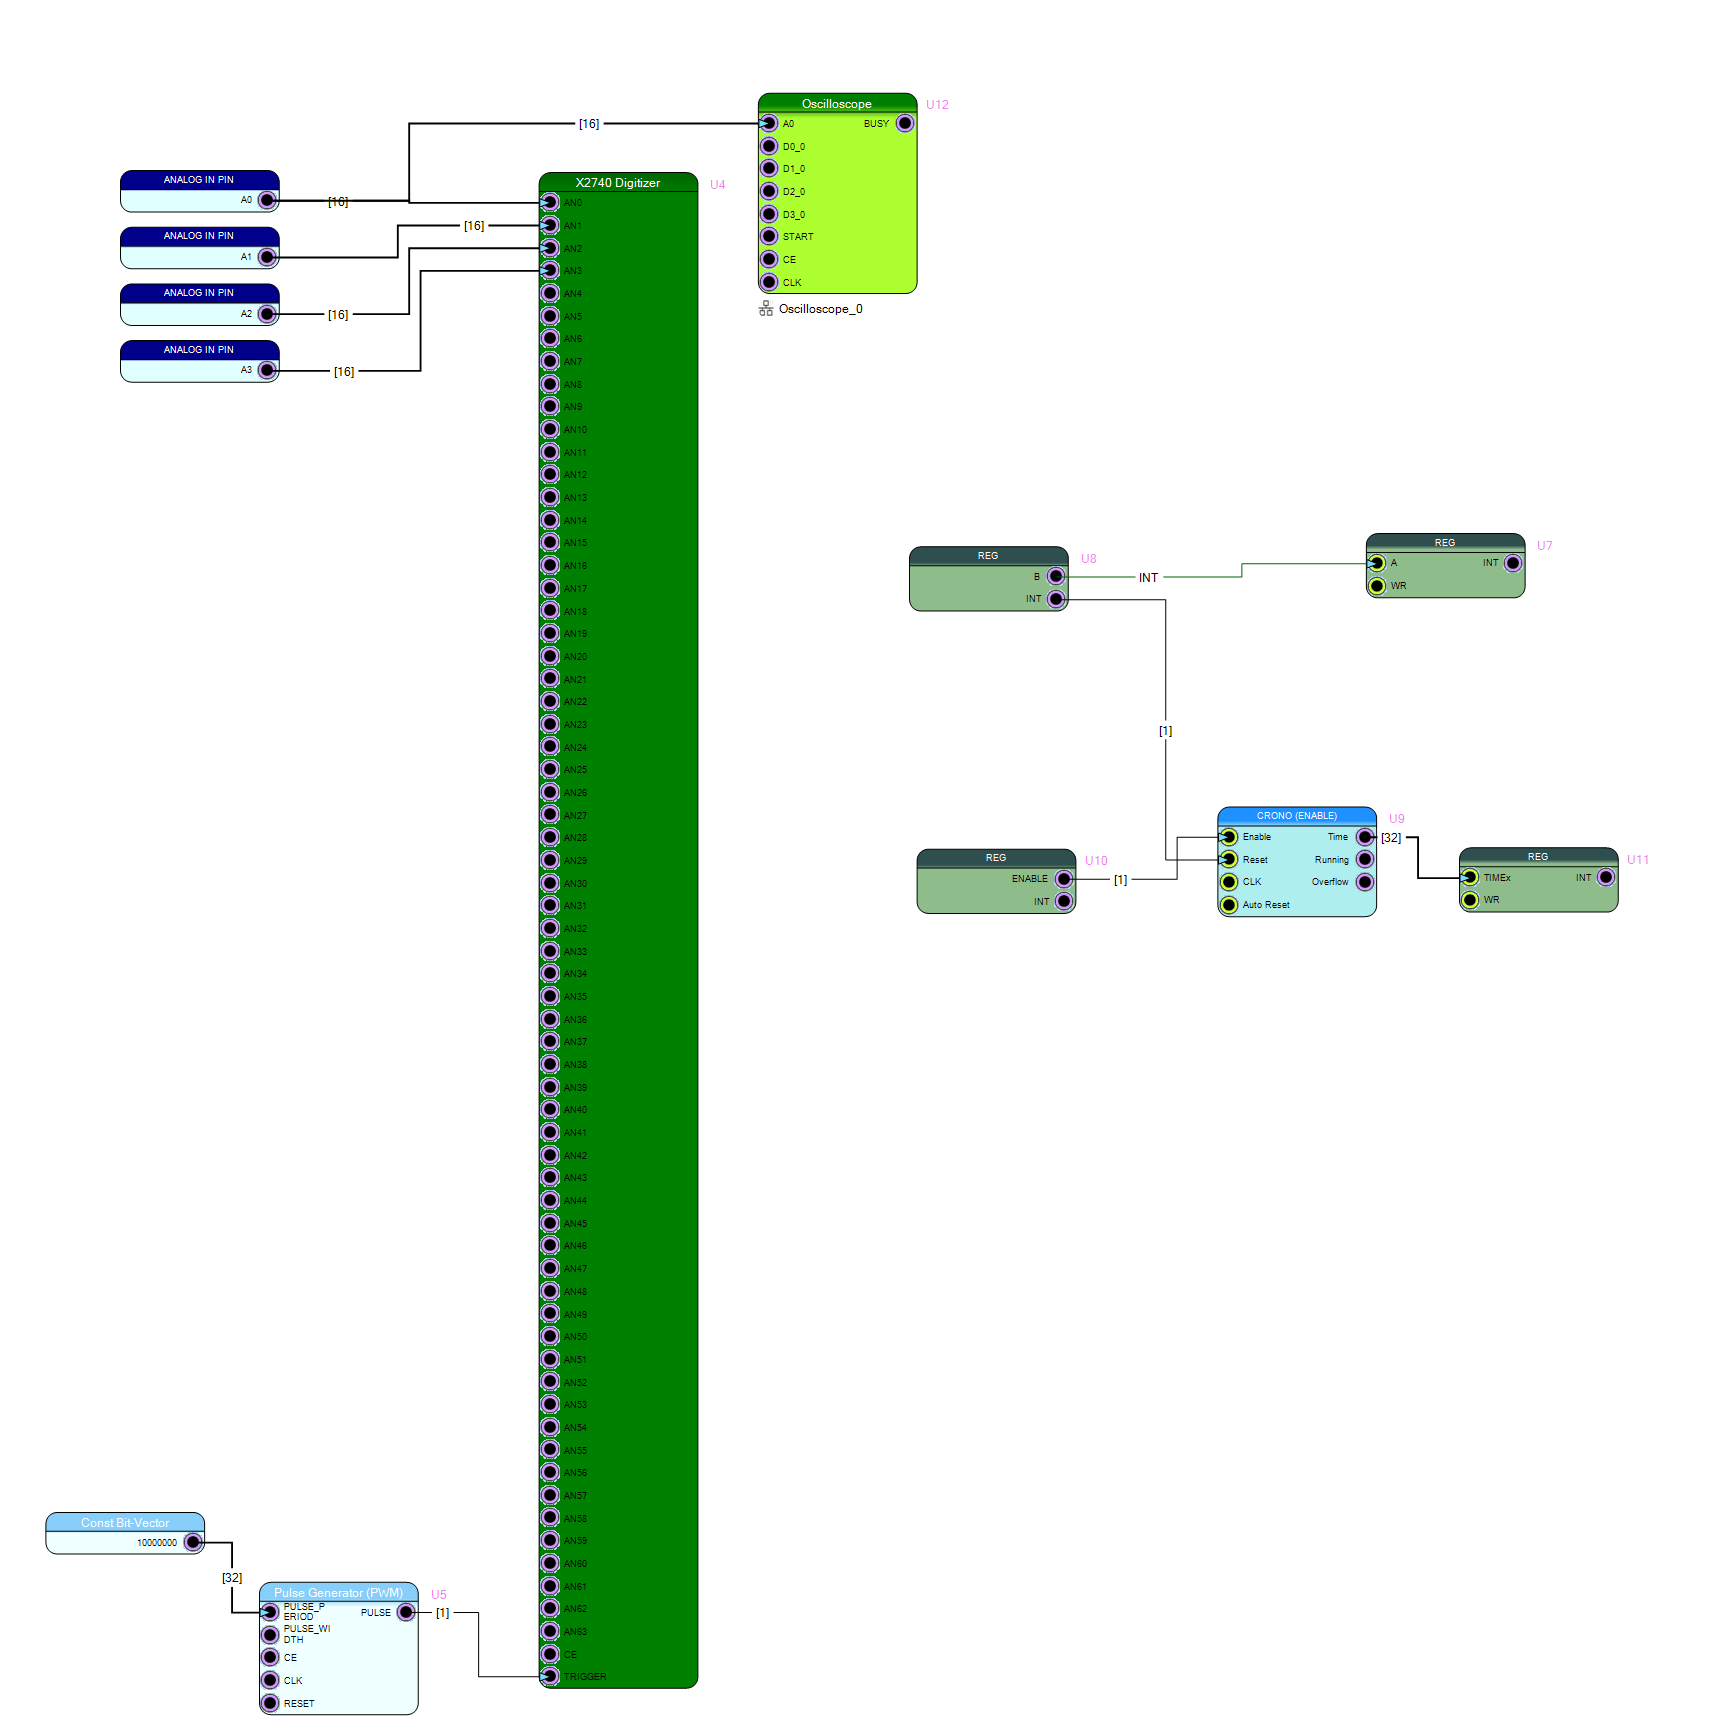 Oscilloscope
U12
A0
BUSY
D0_0
D1_0
D2_0
D3_0
START
CE
CLK
Oscilloscope_0
[16]
ANALOG IN PIN
A0
[16]
ANALOG IN PIN
A1
[16]
ANALOG IN PIN
A2
[16]
ANALOG IN PIN
A3
[16]
X2740 Digitizer
U4
AN0
AN1
AN2
AN3
AN4
AN5
AN6
AN7
AN8
AN9
AN10
AN11
AN12
AN13
AN14
AN15
AN16
AN17
AN18
AN19
AN20
AN21
AN22
AN23
AN24
AN25
AN26
AN27
AN28
AN29
AN30
AN31
AN32
AN33
AN34
AN35
AN36
AN37
AN38
AN39
AN40
AN41
AN42
AN43
AN44
AN45
AN46
AN47
AN48
AN49
AN50
AN51
AN52
AN53
AN54
AN55
AN56
AN57
AN58
AN59
AN60
AN61
AN62
AN63
CE
TRIGGER
REG
U8
B
INT
INT
[1]
REG
U7
A
INT
WR
REG
U10
ENABLE
INT
[1]
CRONO (ENABLE)
U9
Enable
Time
Reset
Running
CLK
Overflow
Auto Reset
[32]
REG
U11
TIMEx
INT
WR
Const Bit-Vector
10000000
[32]
Pulse Generator (PWM)
U5
PULSE_P
ERIOD
PULSE
PULSE_WI
DTH
CE
CLK
RESET
[1]